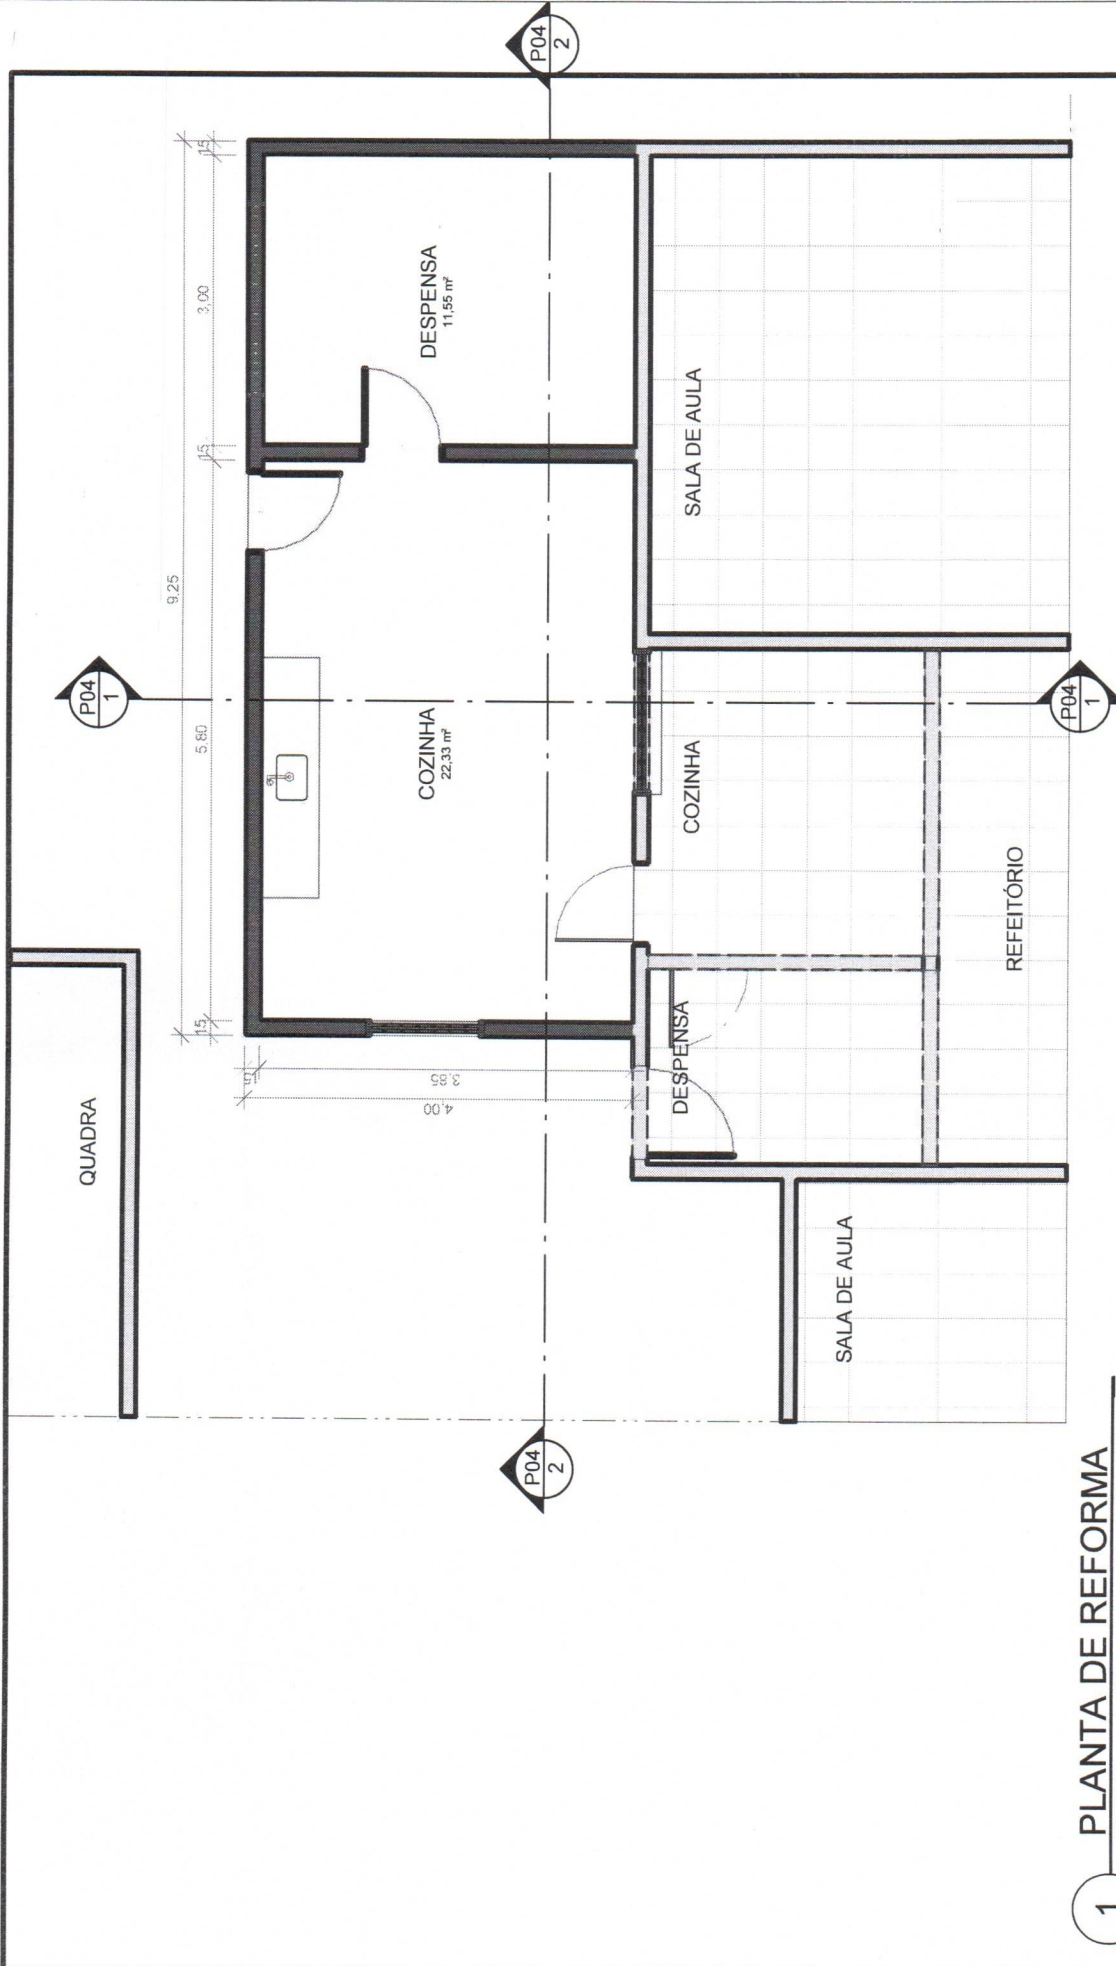 QUADRA
P04
1
9,25
15
5,80
15
3,00
15
15
3,85
4,00
COZINHA
22,33 m²
DESPENSA
11,55 m²
P04
2
P04
2
DESPENSA
COZINHA
SALA DE AULA
SALA DE AULA
REFEITÓRIO
P04
1
1
PLANTA DE REFORMA